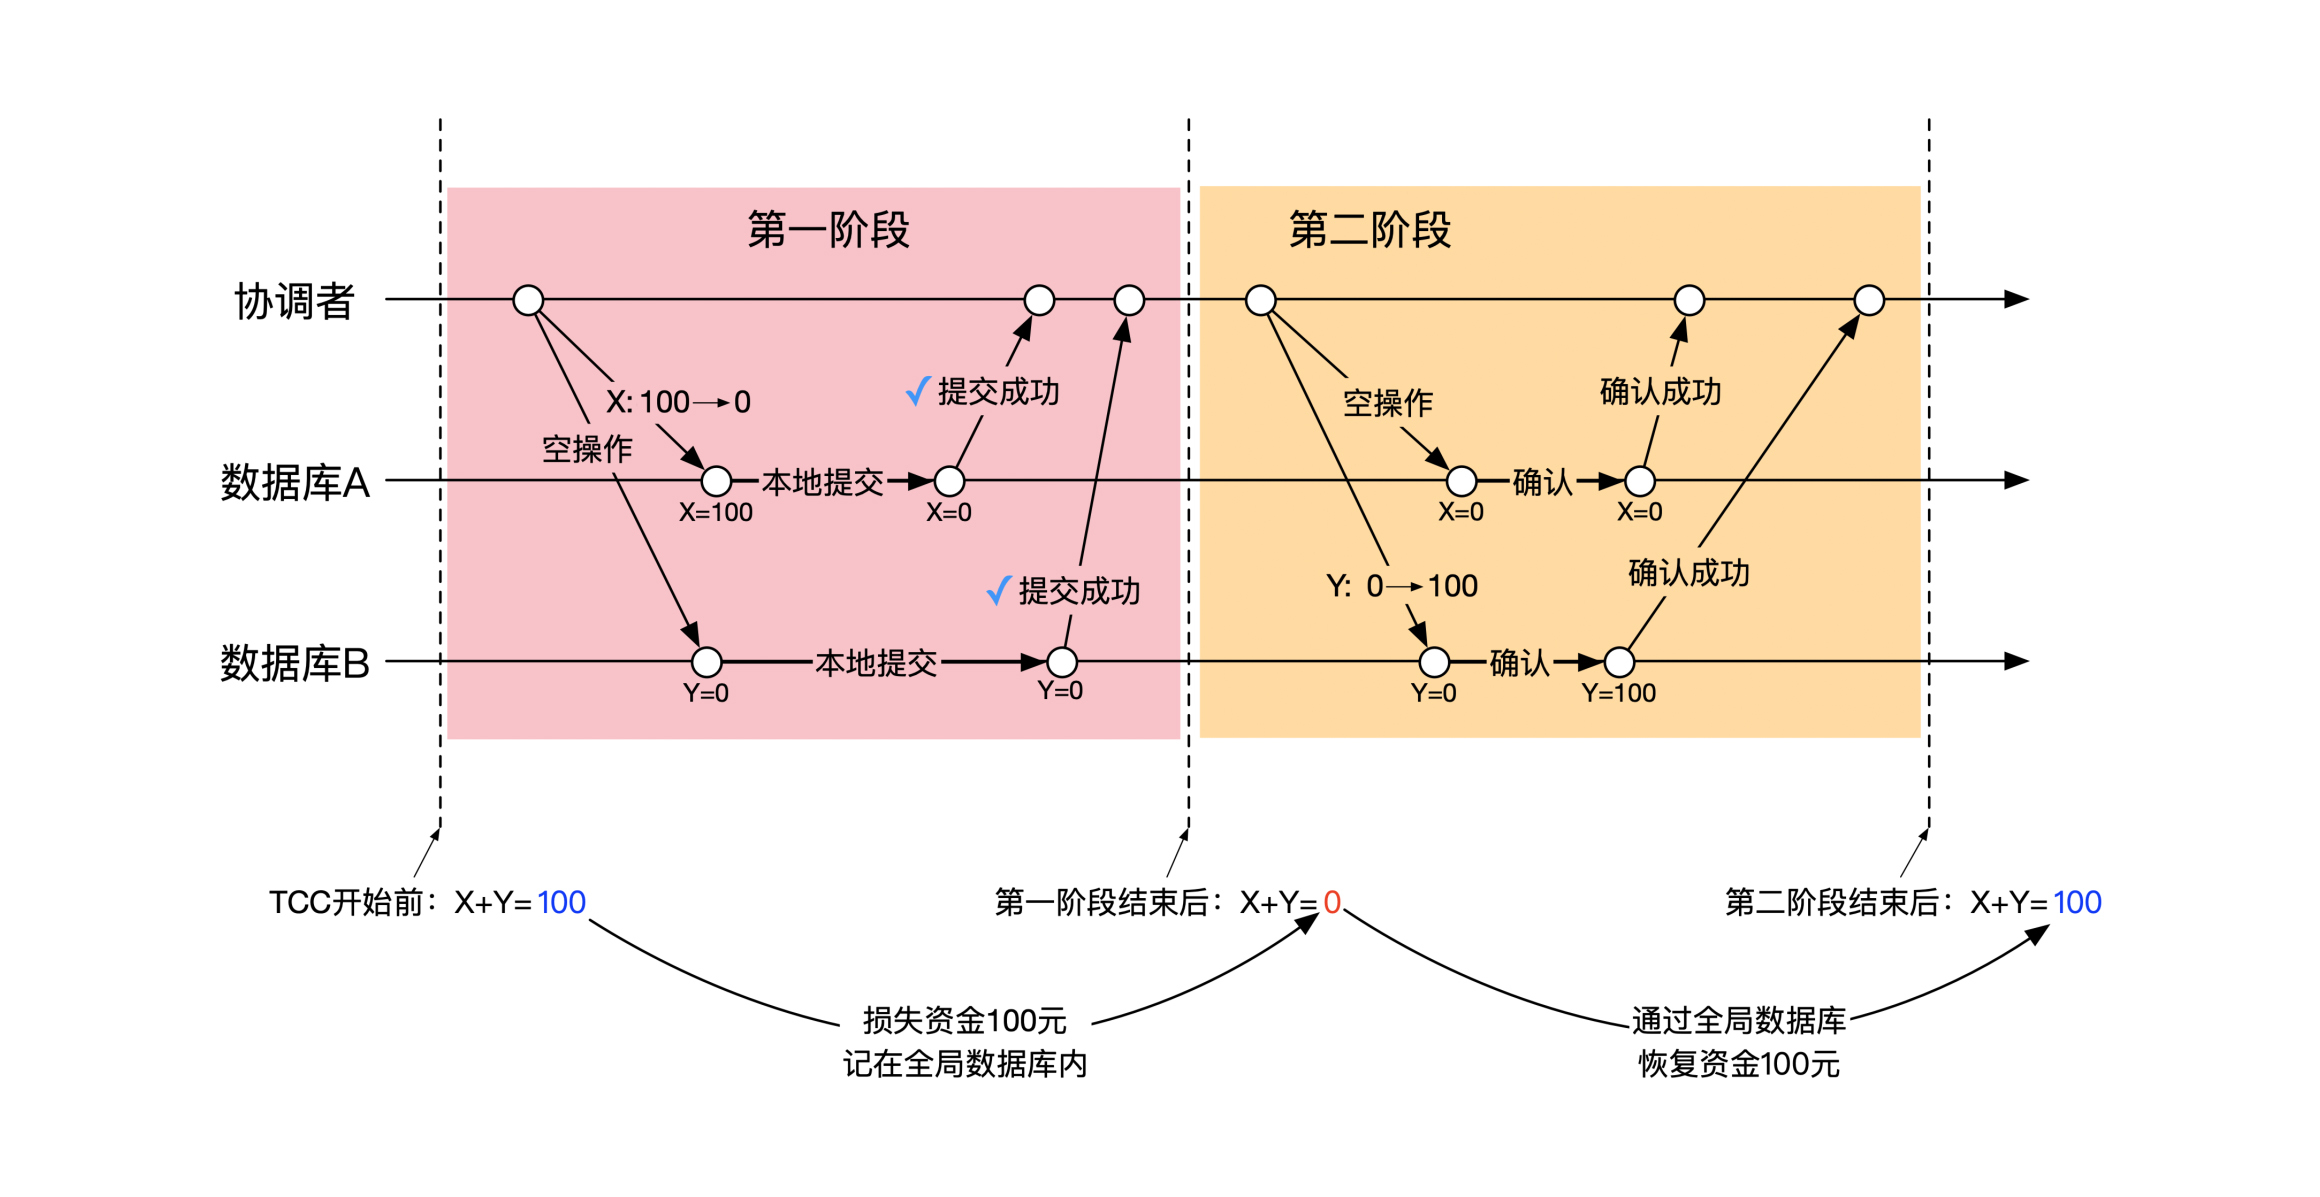 第一阶段
第二阶段
协调者
X: 100→0
空操作
✓提交成功
空操作
确认成功
数据库A
本地提交
确认
X=100
X=0
X=0
X=0
✓提交成功
Y: 0→100
确认成功
数据库B
本地提交
确认
Y=0
Y=0
Y=0
Y=100
TCC开始前：X+Y=100
第一阶段结束后：X+Y=0
第二阶段结束后：X+Y=100
损失资金100元
记在全局数据库内
通过全局数据库
恢复资金100元